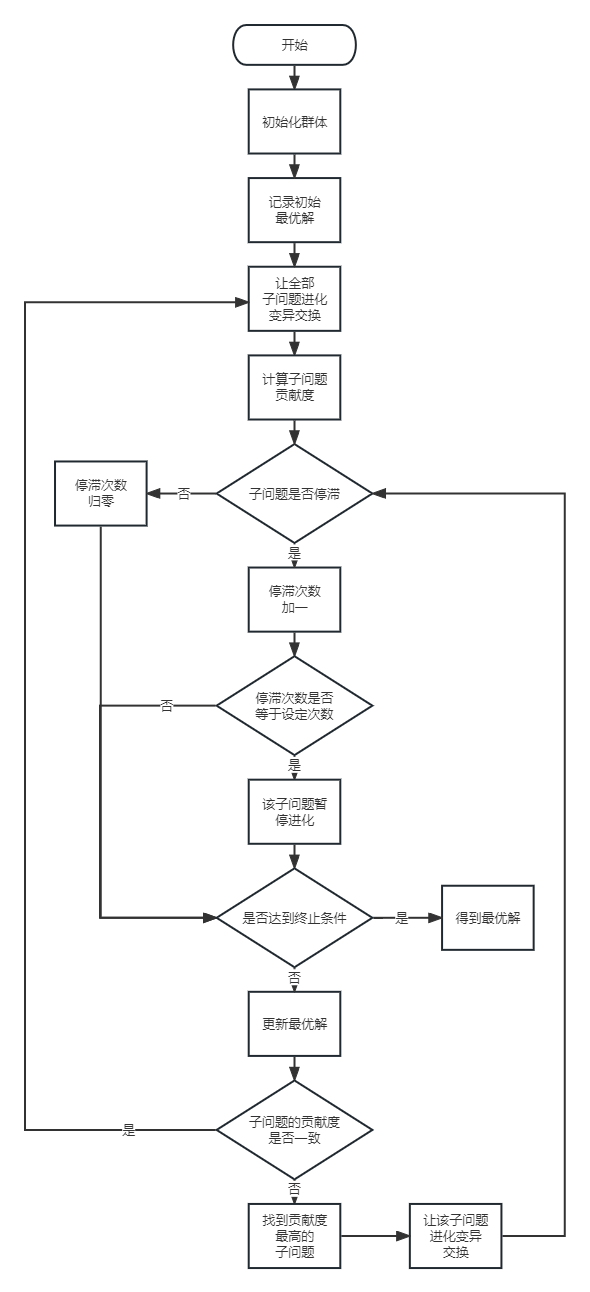 开始
初始化群体
记录初始
最优解
让全部
子问题进化
变异交换
计算子问题
贡献度
子问题是否停滞
否
停滞次数
归零
是
停滞次数
加一
停滞次数是否
等于设定次数
否
是
该子问题暂
停进化
是否达到终止条件
是
得到最优解
否
更新最优解
子问题的贡献度
是否一致
是
否
找到贡献度
最高的
子问题
让该子问题
进化变异
交换